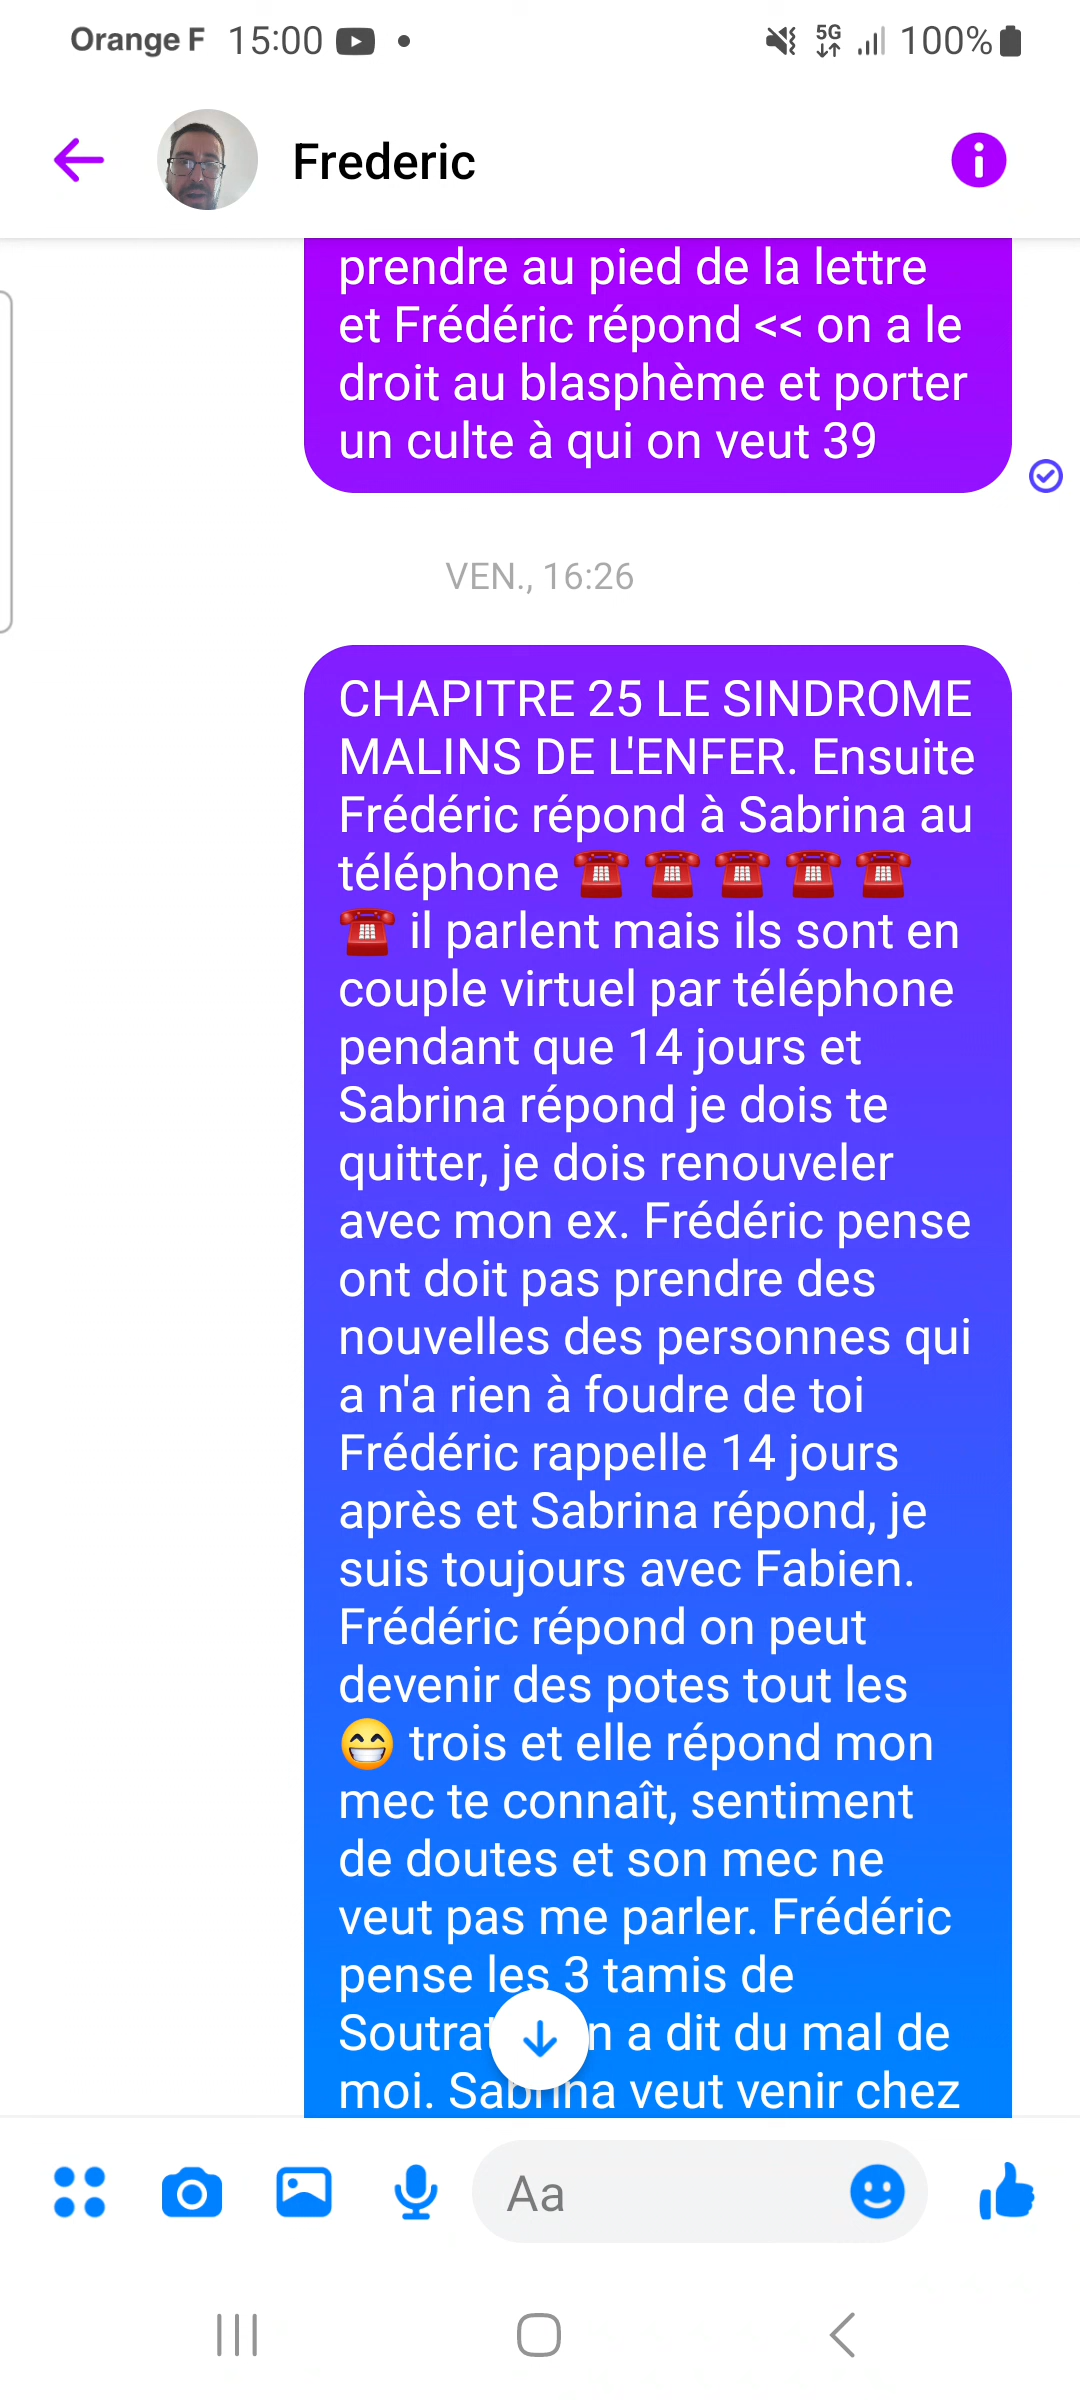 Orange F 15:00 5G 100%
Frederic
prendre au pied de la lettre
et Frédéric répond << on a le
droit au blasphème et porter
un culte à qui on veut 39
VEN., 16:26
CHAPITRE 25 LE SINDROME
MALINS DE L'ENFER. Ensuite
Frédéric répond à Sabrina au
téléphone ☎️ ☎️ ☎️ ☎️ ☎️
☎️ il parlent mais ils sont en
couple virtuel par téléphone
pendant que 14 jours et
Sabrina répond je dois te
quitter, je dois renouveler
avec mon ex. Frédéric pense
ont doit pas prendre des
nouvelles des personnes qui
a n'a rien à foudre de toi
Frédéric rappelle 14 jours
après et Sabrina répond, je
suis toujours avec Fabien.
Frédéric répond on peut
devenir des potes tout les
😁 trois et elle répond mon
mec te connaît, sentiment
de doutes et son mec ne
veut pas me parler. Frédéric
pense les 3 tamis de
a dit du mal de
moi. Sabrina veut venir chez
Aa